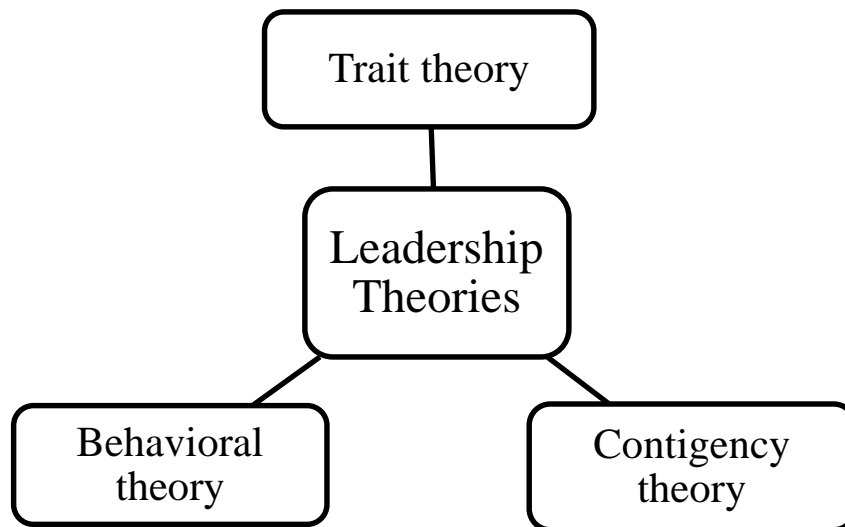 Trait theory
Leadership
Theories
Behavioral
theory
Contigency
theory